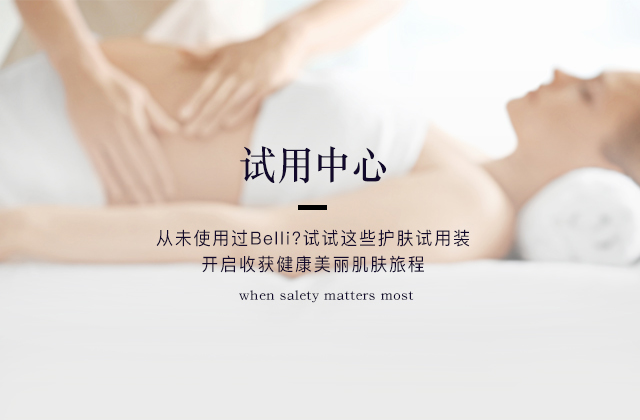 试用中心
从未使用过Belli?试试这些护肤试用装
开启收获健康美丽肌肤旅程
when salety matters most